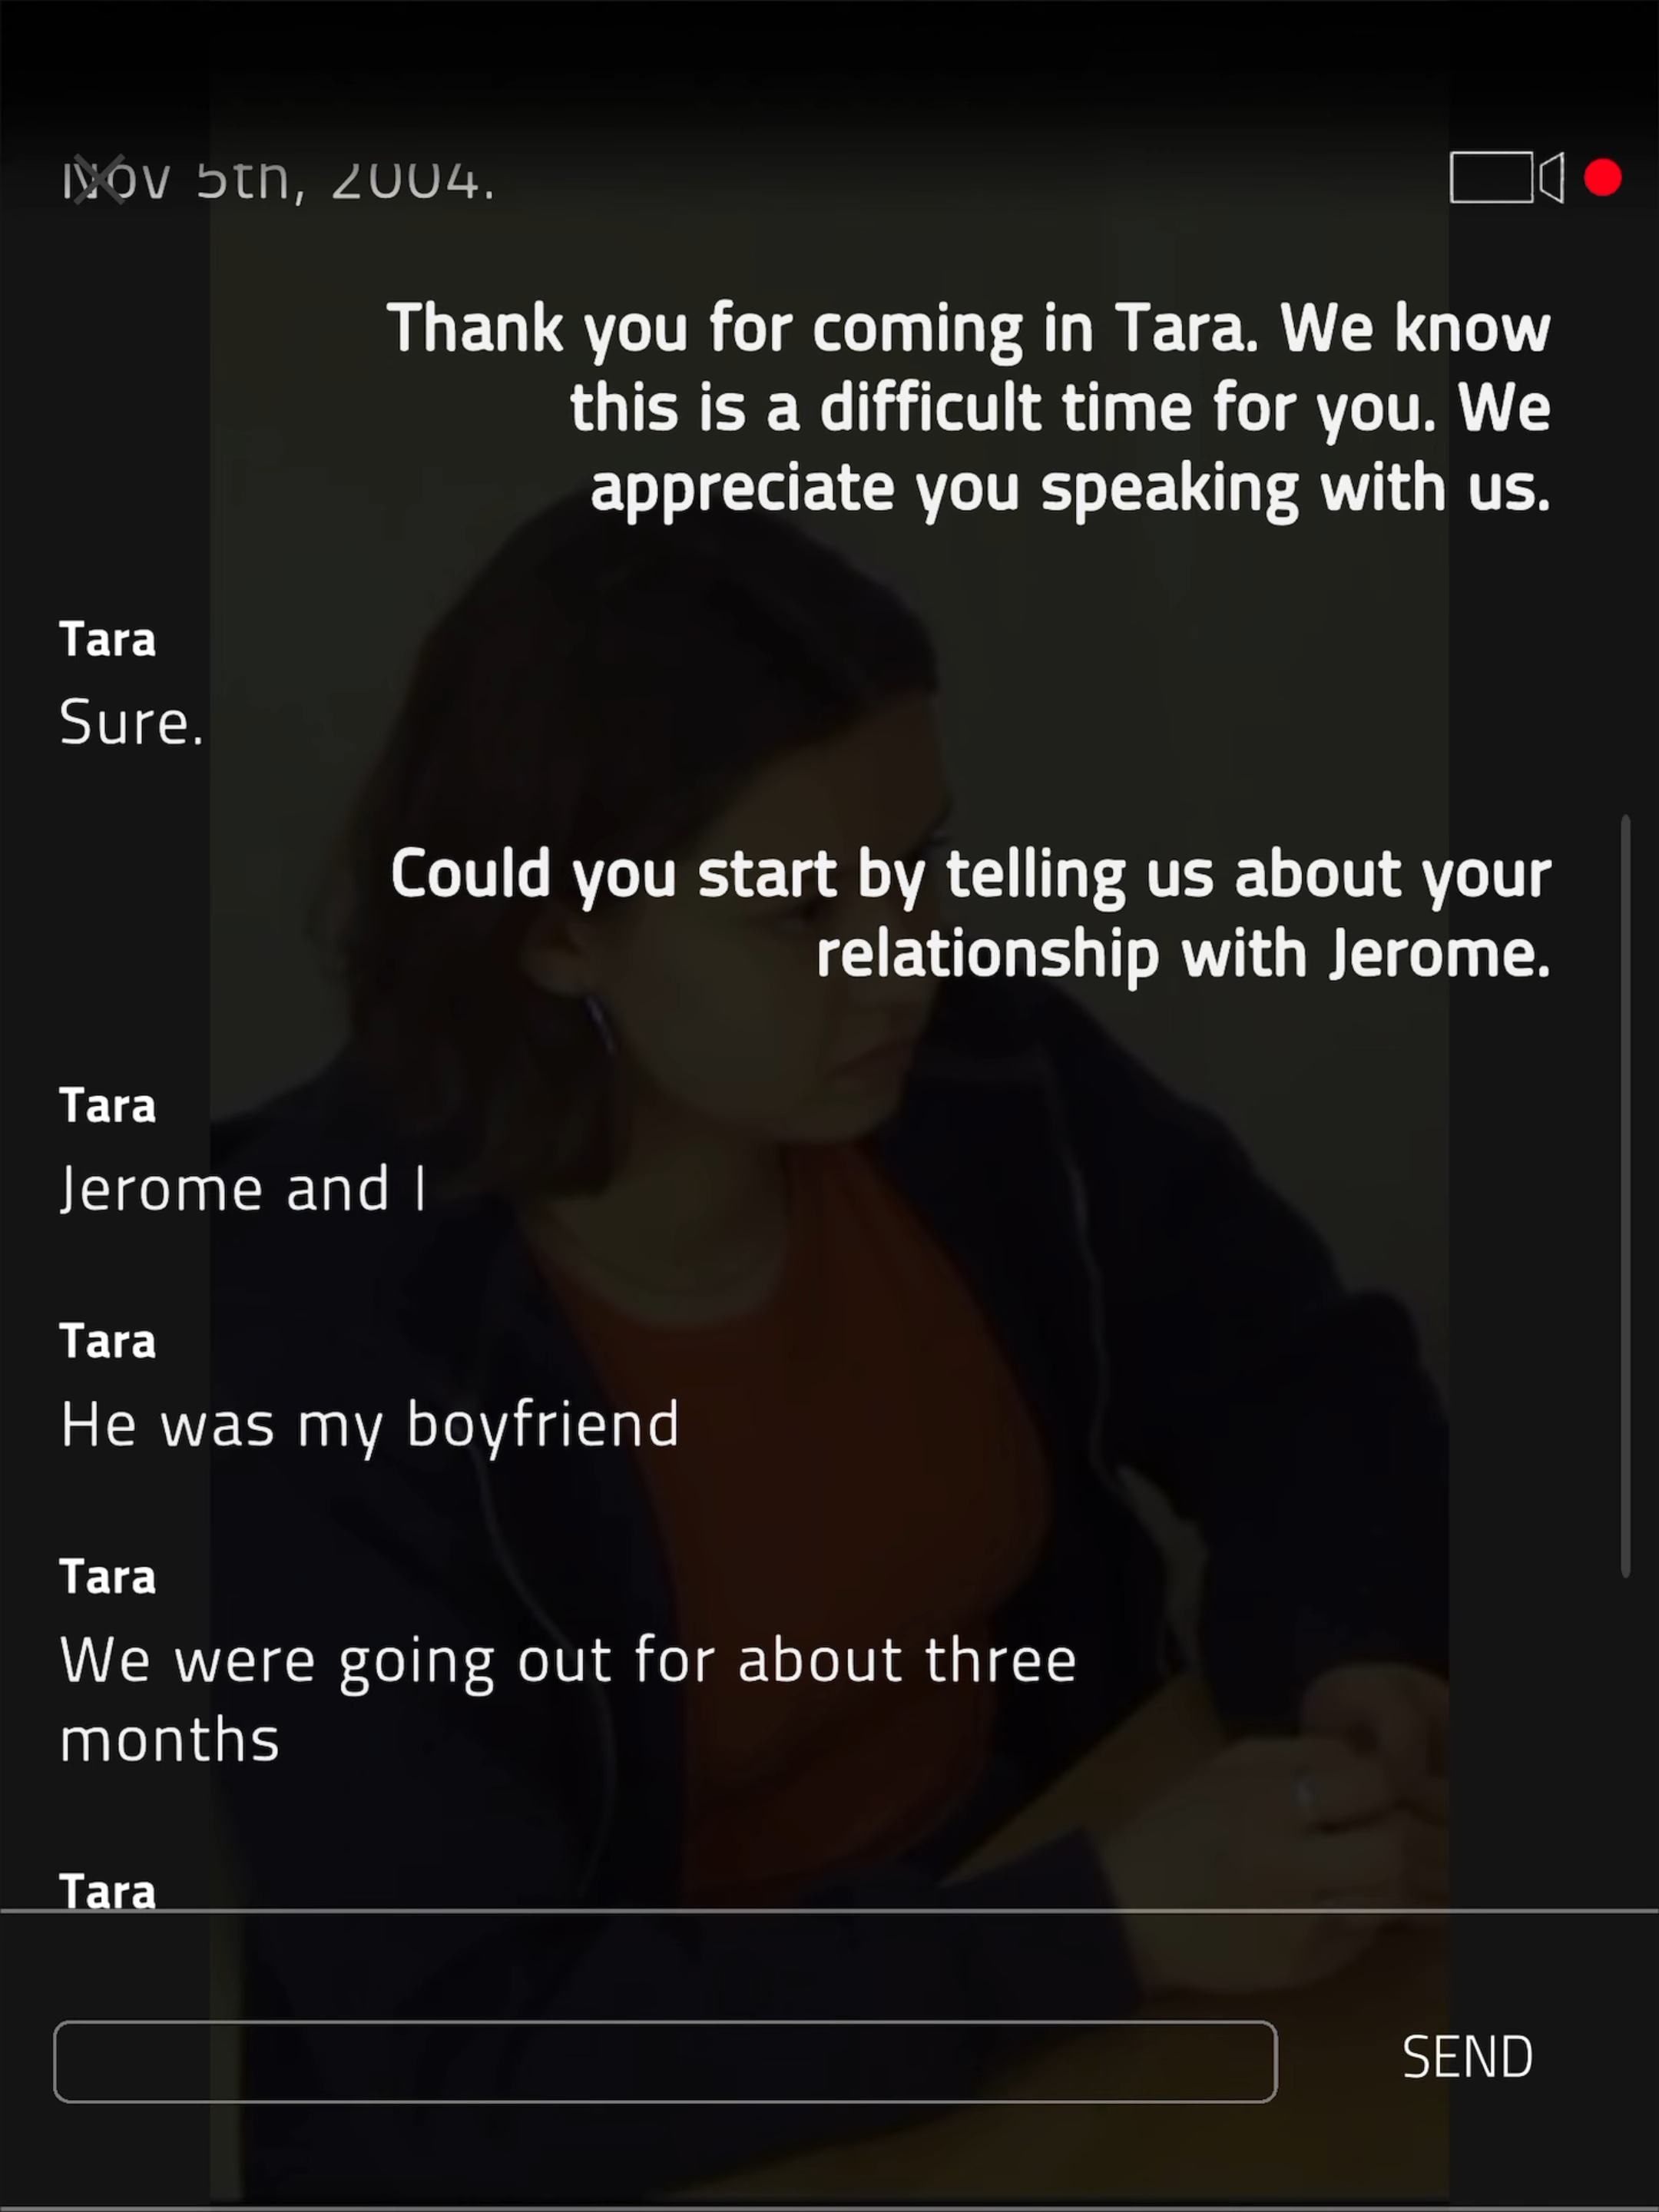 Nov 5th, 2004.
Thank you for coming in Tara. We know
this is a difficult time for you. We
appreciate you speaking with us.
Tara
Sure.
Could you start by telling us about your
relationship with Jerome.
Tara
Jerome and I
Tara
He was my boyfriend
Tara
We were going out for about three
months
Tara
SEND